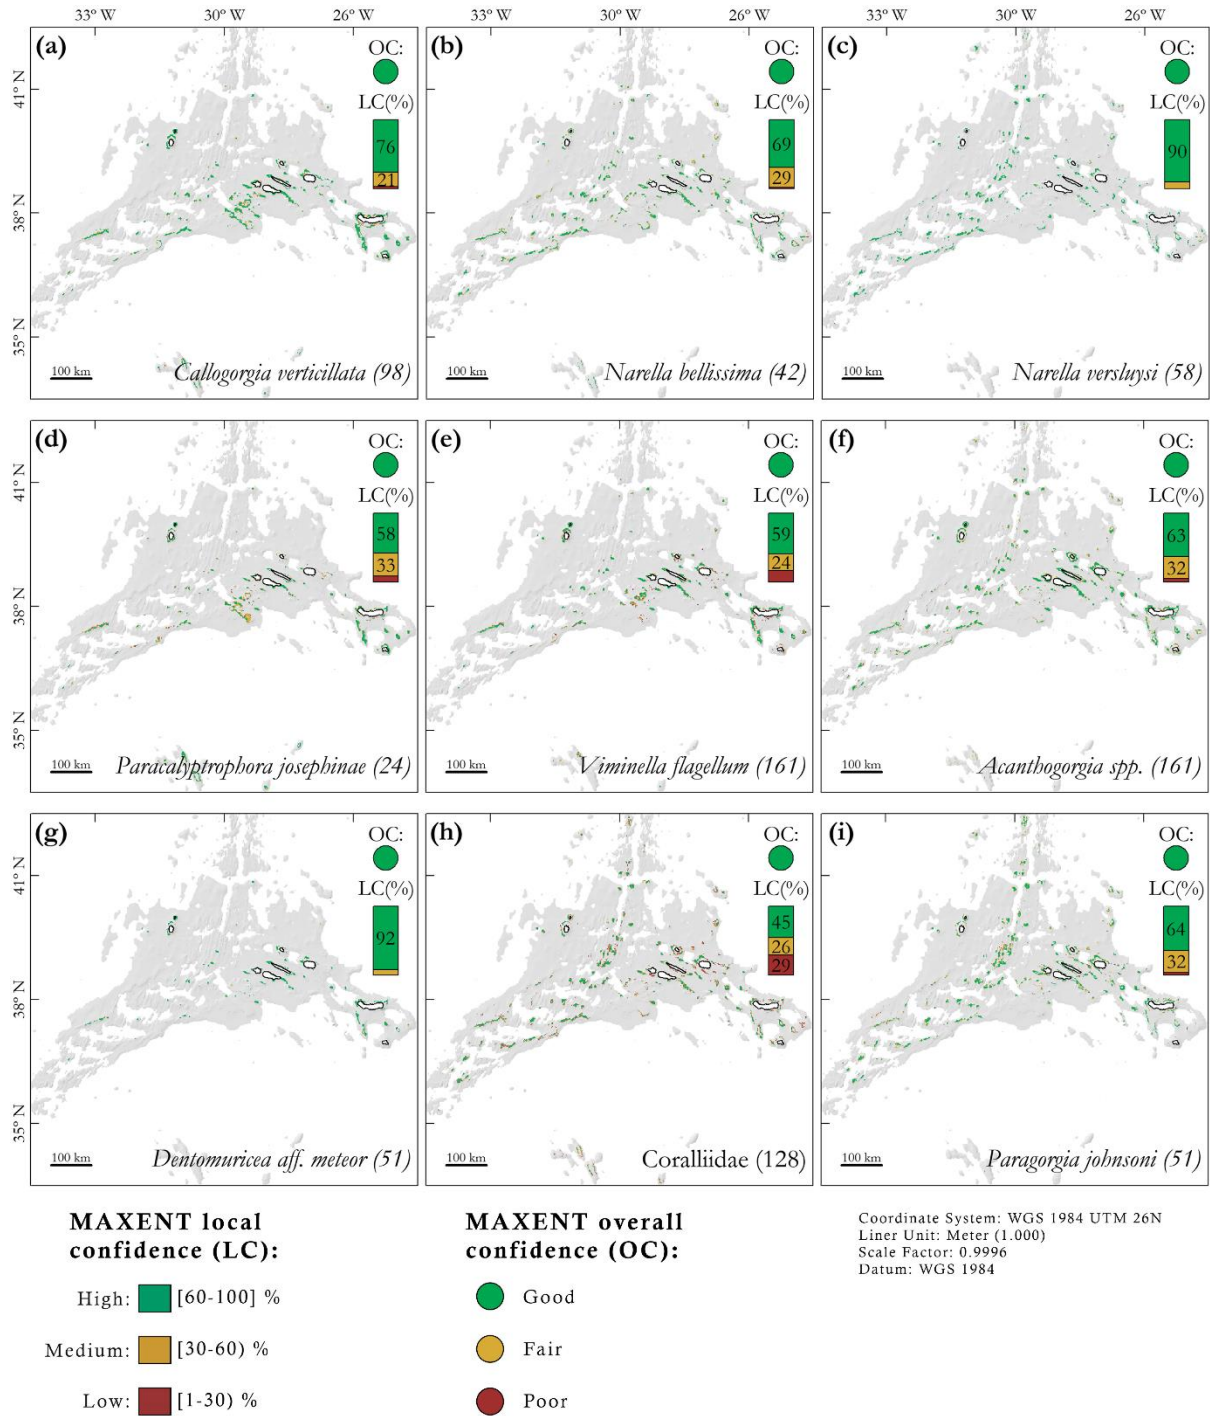 33° W 30° W 26° W 33° W 30° W 26° W
(a) OC: (b) OC: (c) OC:
41° N LC(%) LC(%) LC(%)
76 69 90
21 29
38° N
35° N
100 km Callogorgia verticillata (98) 100 km Narella bellissima (42) 100 km Narella versluysi (58)
(d) OC: (e) OC: (f) OC:
41° N LC(%) LC(%) LC(%)
58 59 63
33 24 32
38° N
35° N
100 km Paracalyptrophora josephinae (24) 100 km Viminella flagellum (161) 100 km Acanthogorgia spp. (161)
(g) OC: (h) OC: (i) OC:
41° N LC(%) LC(%) LC(%)
92 45 64
26 32
29
38° N
35° N
100 km Dentomuricea aff. meteor (51) 100 km Coralliidae (128) 100 km Paragorgia johnsoni (51)
MAXENT local
confidence (LC):
High: [60-100] %
Medium: [30-60) %
Low: [1-30) %
MAXENT overall
confidence (OC):
Good
Fair
Poor
Coordinate System: WGS 1984 UTM 26N
Liner Unit: Meter (1.000)
Scale Factor: 0.9996
Datum: WGS 1984